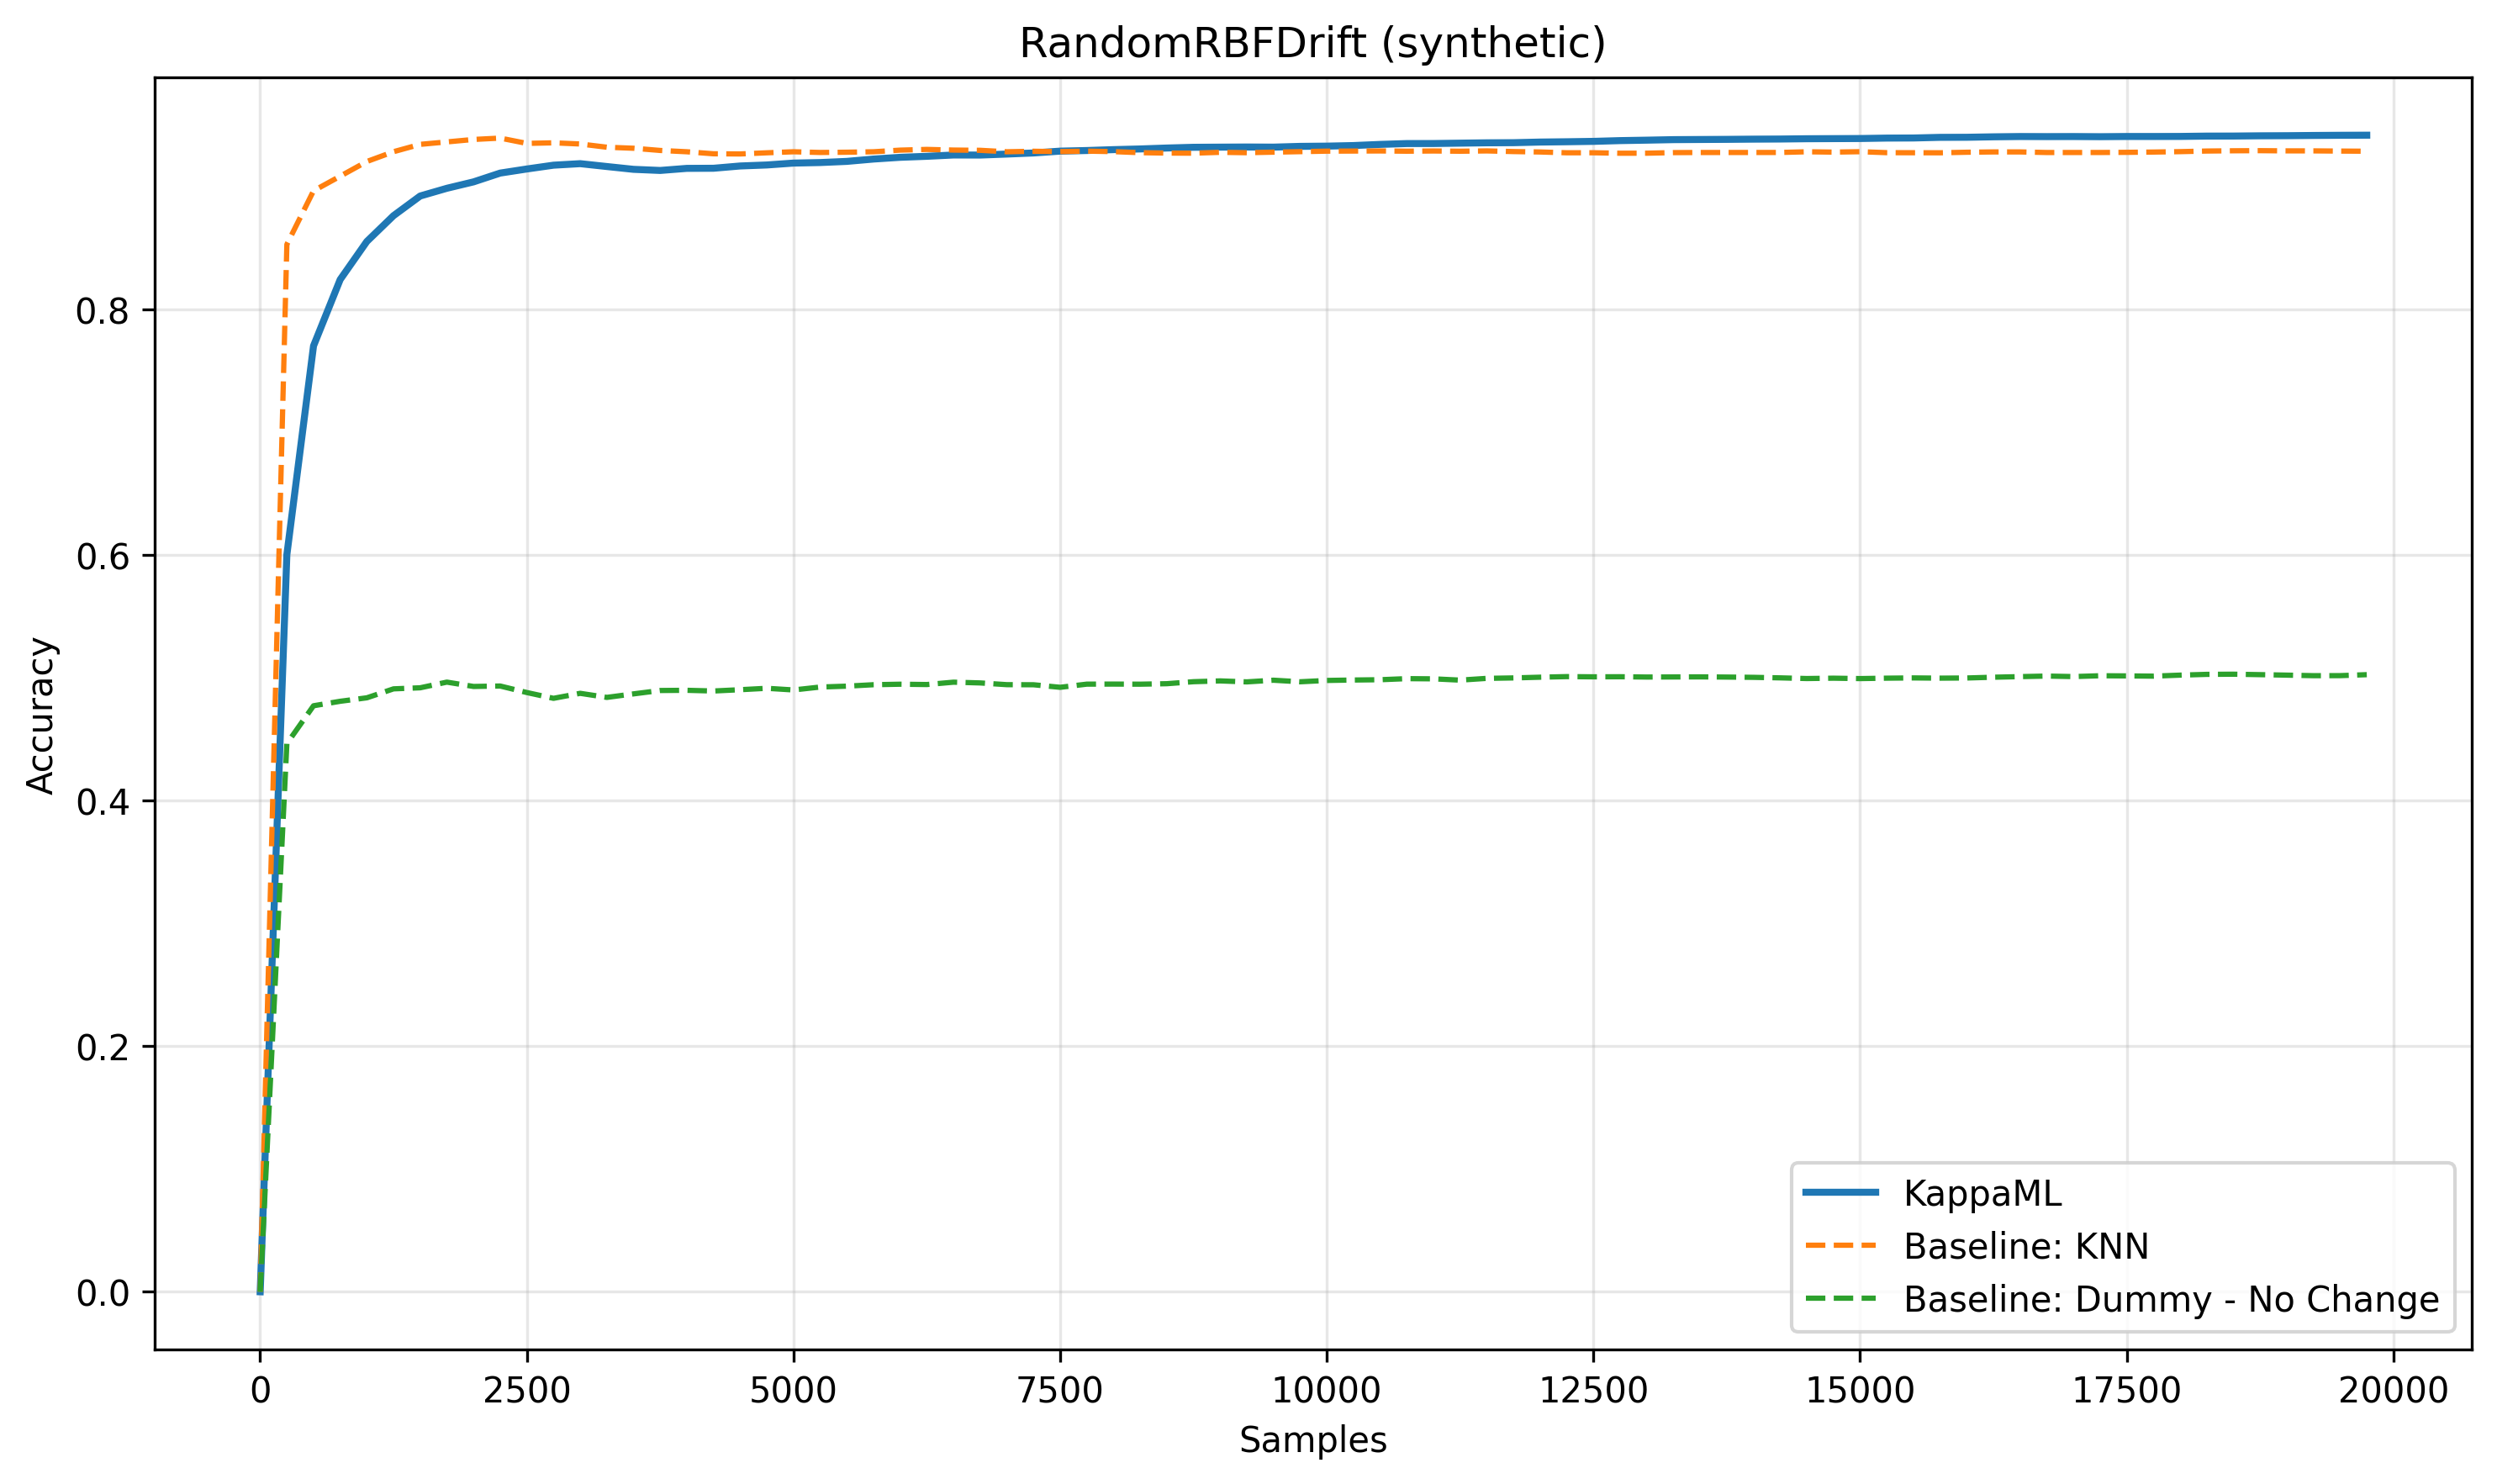 RandomRBFDrift (synthetic)
Accuracy
0.8
0.6
0.4
0.2
0.0
0 2500 5000 7500 10000 12500 15000 17500 20000
Samples
KappaML
Baseline: KNN
Baseline: Dummy - No Change